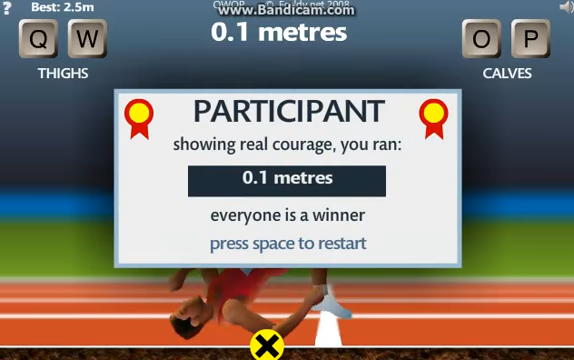 ? Best: 2.5m
QWOP © Foddy.net 2008
www.Bandicam.com
Q W
0.1 metres
O P
THIGHS
CALVES
PARTICIPANT
showing real courage, you ran:
0.1 metres
everyone is a winner
press space to restart